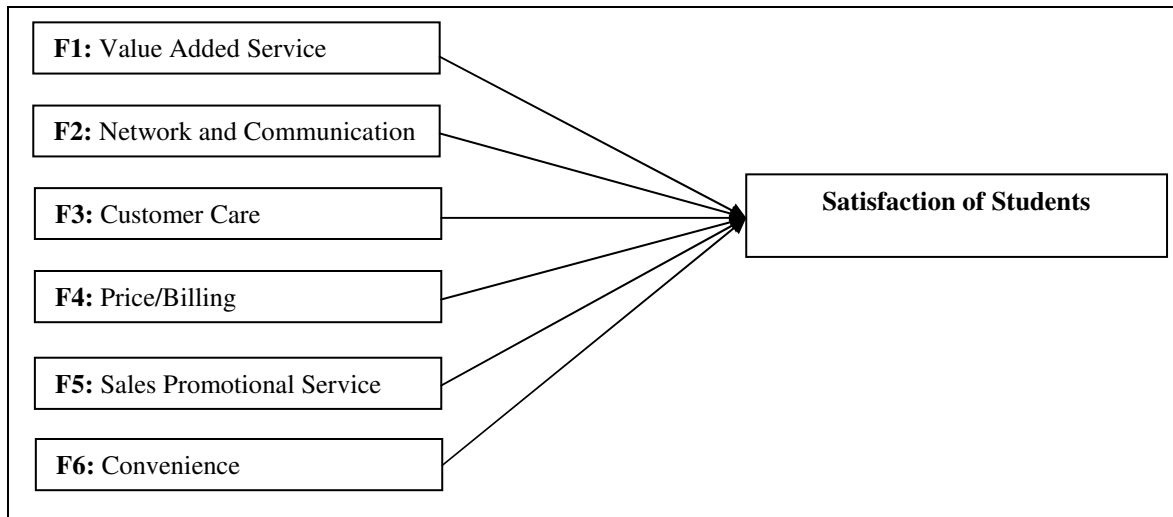 F1: Value Added Service
F2: Network and Communication
F3: Customer Care
Satisfaction of Students
F4: Price/Billing
F5: Sales Promotional Service
F6: Convenience